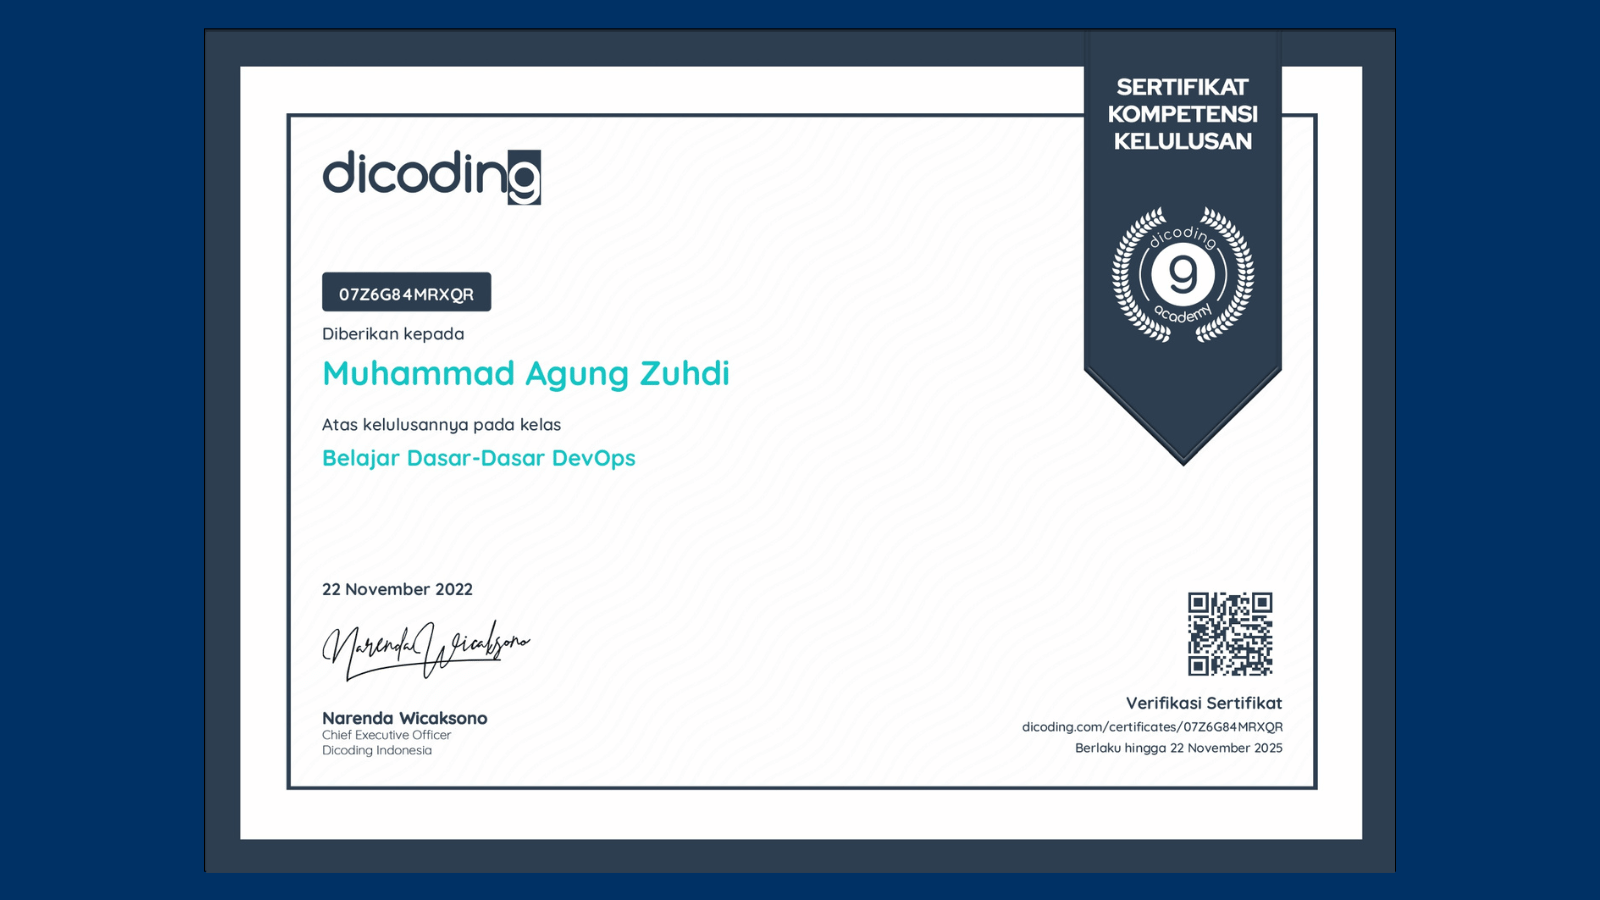 SERTIFIKAT
KOMPETENSI
KELULUSAN
dicoding
dicoding
g
academy
07Z6G84MRXQR
Diberikan kepada
Muhammad Agung Zuhdi
Atas kelulusannya pada kelas
Belajar Dasar-Dasar DevOps
22 November 2022
Narenda Wicaksono
Narenda Wicaksono
Chief Executive Officer
Dicoding Indonesia
Verifikasi Sertifikat
dicoding.com/certificates/07Z6G84MRXQR
Berlaku hingga 22 November 2025